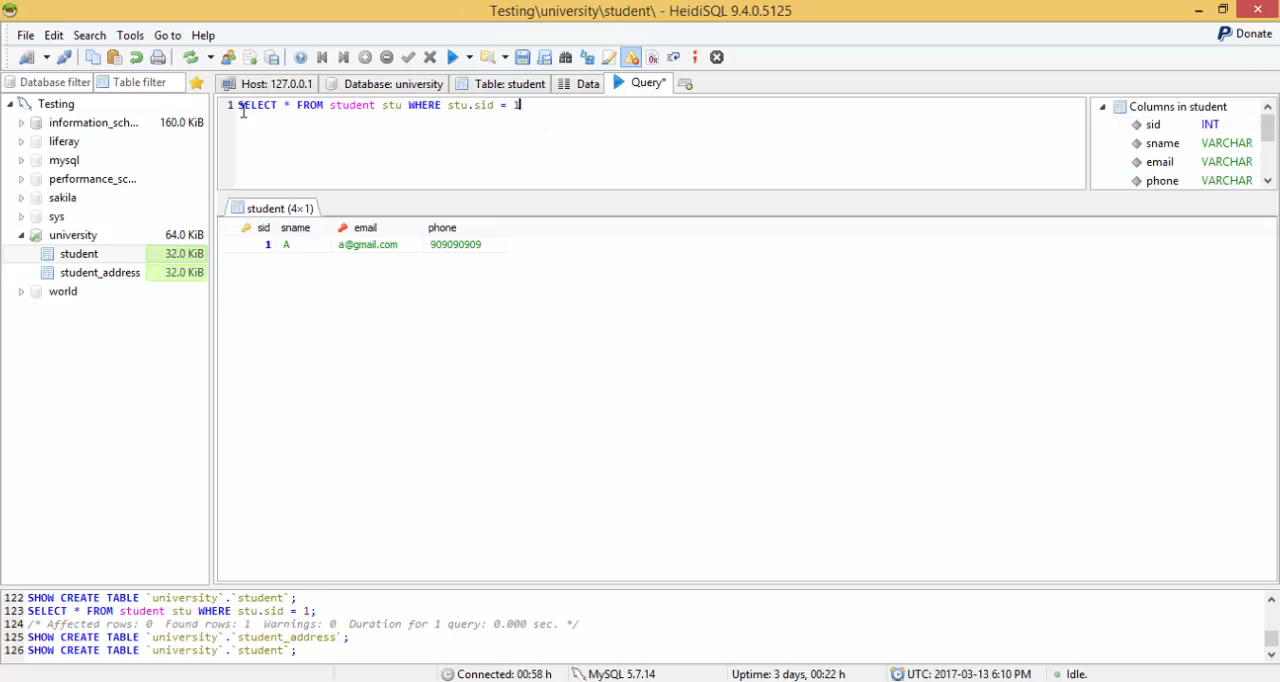 Testing\university\student\ - HeidiSQL 9.4.0.5125
File Edit Search Tools Go to Help
Donate
Database filter Table filter
Host: 127.0.0.1 Database: university Table: student Data Query*
Testing
information_sch... 160.0 KiB
liferay
mysql
performance_sc...
sakila
sys
university 64.0 KiB
student 32.0 KiB
student_address 32.0 KiB
world
1 SELECT * FROM student stu WHERE stu.sid = 1
Columns in student
sid INT
sname VARCHAR
email VARCHAR
phone VARCHAR
student (4×1)
sid sname email phone
1 A a@gmail.com 909090909
122 SHOW CREATE TABLE `university`.`student`;
123 SELECT * FROM student stu WHERE stu.sid = 1;
124 /* Affected rows: 0 Found rows: 1 Warnings: 0 Duration for 1 query: 0.000 sec. */
125 SHOW CREATE TABLE `university`.`student_address`;
126 SHOW CREATE TABLE `university`.`student`;
Connected: 00:58 h MySQL 5.7.14 Uptime: 3 days, 00:22 h UTC: 2017-03-13 6:10 PM Idle.